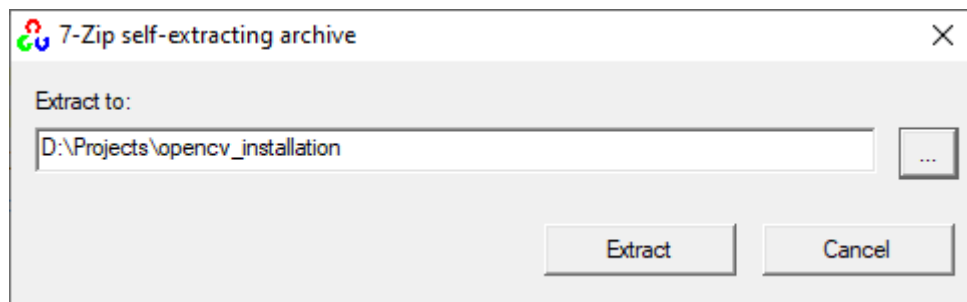 7-Zip self-extracting archive
Extract to:
D:\Projects\opencv_installation
...
Extract Cancel